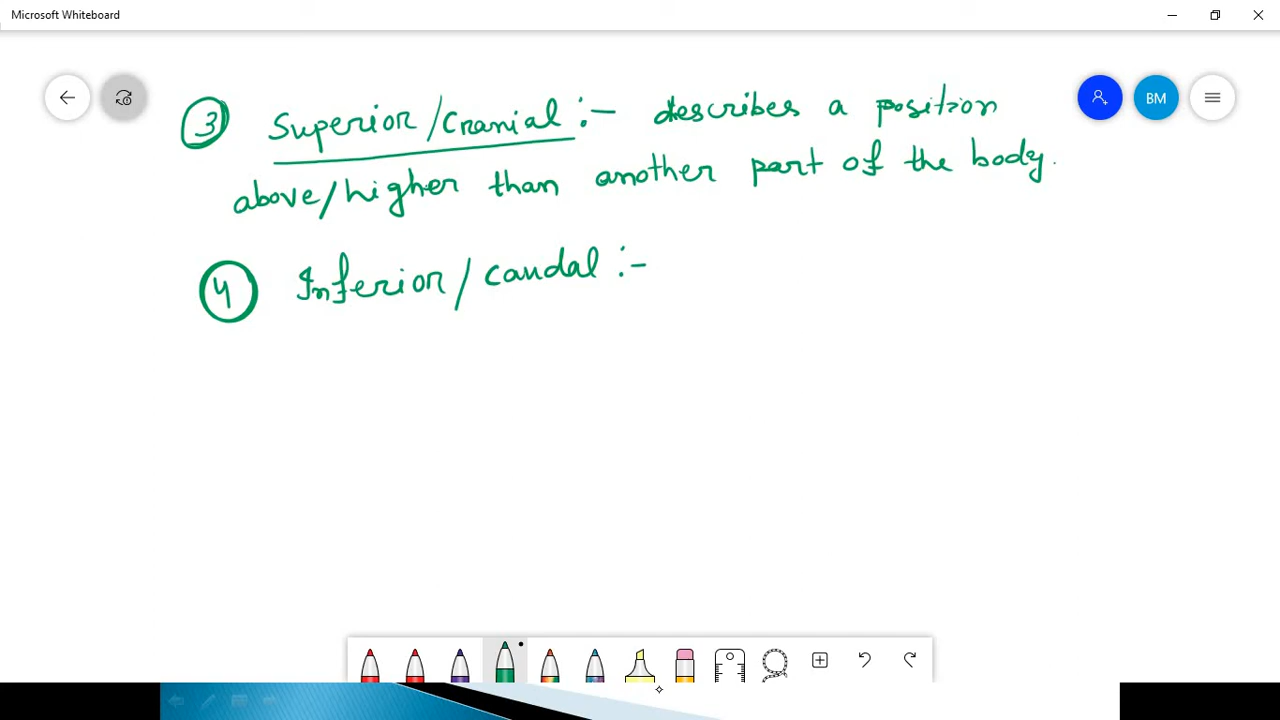 Microsoft Whiteboard
BM
3 Superior/Cranial :- describes a position
above/higher than another part of the body.
4 Inferior/caudal :-